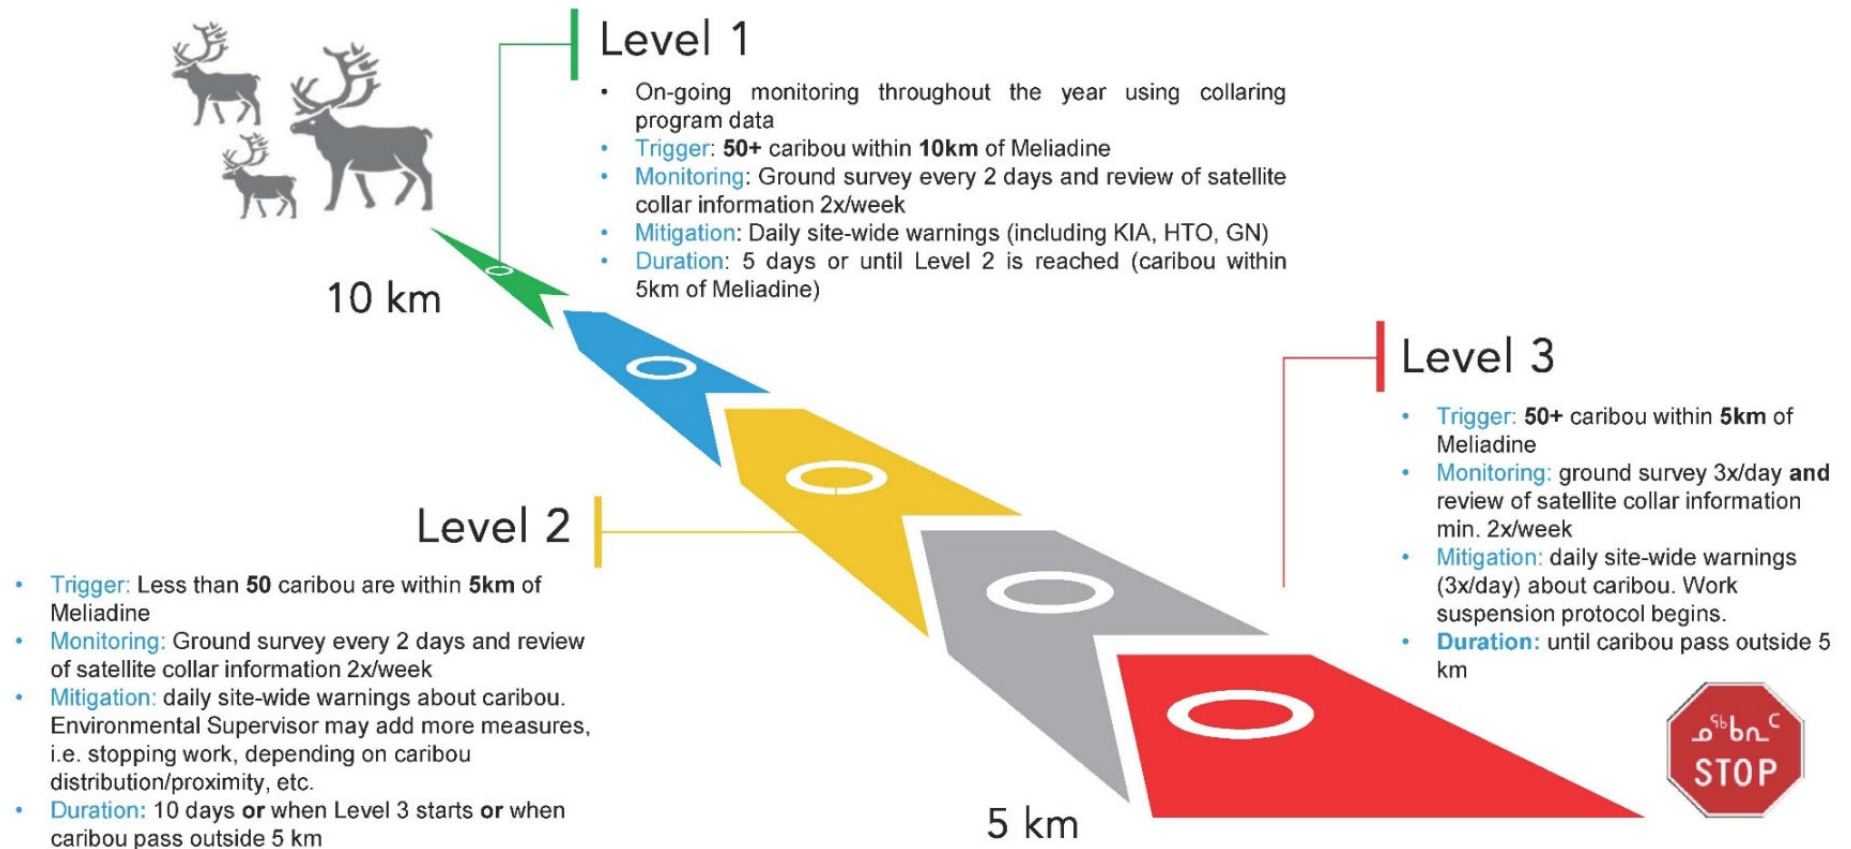 Level 1
• On-going monitoring throughout the year using collaring
program data
• Trigger: 50+ caribou within 10km of Meliadine
• Monitoring: Ground survey every 2 days and review of satellite
collar information 2x/week
• Mitigation: Daily site-wide warnings (including KIA, HTO, GN)
• Duration: 5 days or until Level 2 is reached (caribou within
5km of Meliadine)
10 km
Level 2
• Trigger: Less than 50 caribou are within 5km of
Meliadine
• Monitoring: Ground survey every 2 days and review
of satellite collar information 2x/week
• Mitigation: daily site-wide warnings about caribou.
Environmental Supervisor may add more measures,
i.e. stopping work, depending on caribou
distribution/proximity, etc.
• Duration: 10 days or when Level 3 starts or when
caribou pass outside 5 km
Level 3
• Trigger: 50+ caribou within 5km of
Meliadine
• Monitoring: ground survey 3x/day and
review of satellite collar information
min. 2x/week
• Mitigation: daily site-wide warnings
(3x/day) about caribou. Work
suspension protocol begins.
• Duration: until caribou pass outside 5
km
5 km
ᓄᖅᑲᕆᑦ
STOP